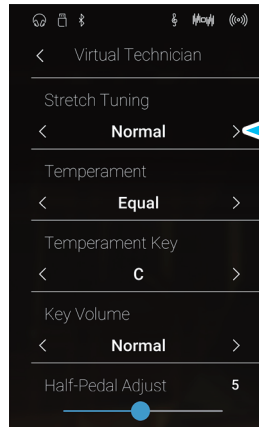 Virtual Technician
Stretch Tuning
Normal
Temperament
Equal
Temperament Key
C
Key Volume
Normal
Half-Pedal Adjust 5